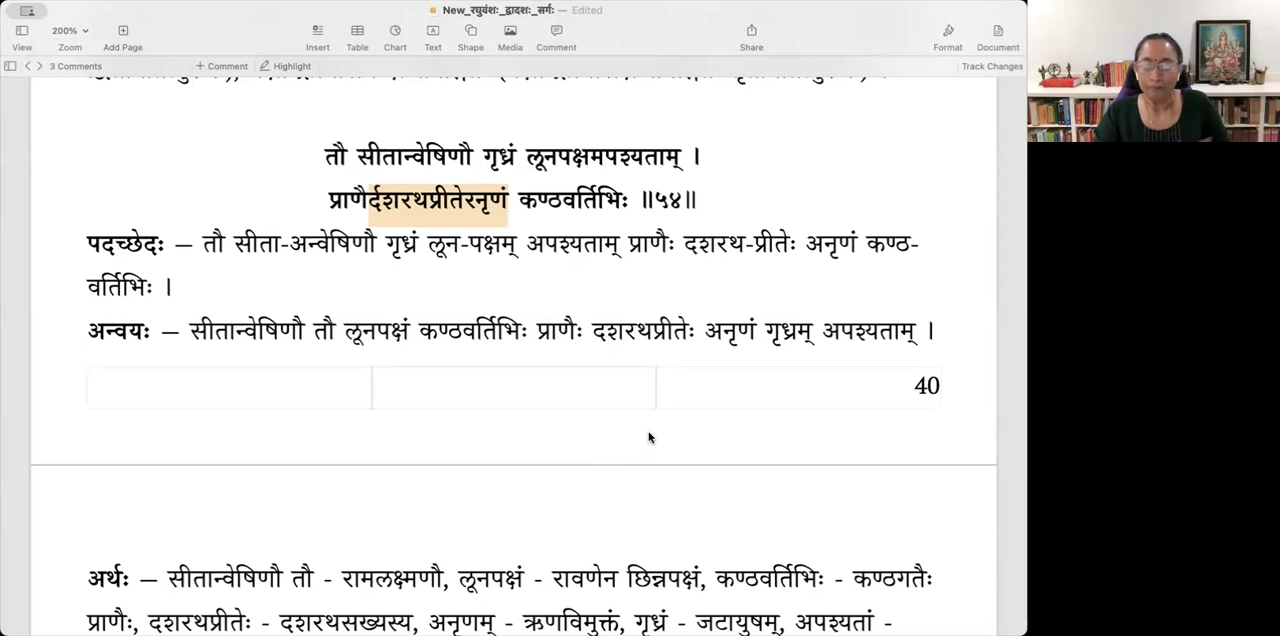 New_रघुवंशः_द्वादशः_सर्गः — Edited
200%
View Zoom Add Page Insert Table Chart Text Shape Media Comment Share Format Document
3 Comments + Comment Highlight Track Changes
तौ सीतान्वेषिणौ गृध्रं लूनपक्षमपश्यताम् ।
प्राणैर्दशरथप्रीतेरनृणं कण्ठवर्तिभिः ॥५४॥
पदच्छेदः — तौ सीता-अन्वेषिणौ गृध्रं लून-पक्षम् अपश्यताम् प्राणैः दशरथ-प्रीतेः अनृणं कण्ठ-
वर्तिभिः ।
अन्वयः — सीतान्वेषिणौ तौ लूनपक्षं कण्ठवर्तिभिः प्राणैः दशरथप्रीतेः अनृणं गृध्रम् अपश्यताम् ।
40
अर्थः — सीतान्वेषिणौ तौ - रामलक्ष्मणौ, लूनपक्षं - रावणेन छिन्नपक्षं, कण्ठवर्तिभिः - कण्ठगतैः
प्राणैः, दशरथप्रीतेः - दशरथसख्यस्य, अनृणम् - ऋणविमुक्तं, गृध्रं - जटायुषम्, अपश्यतां -